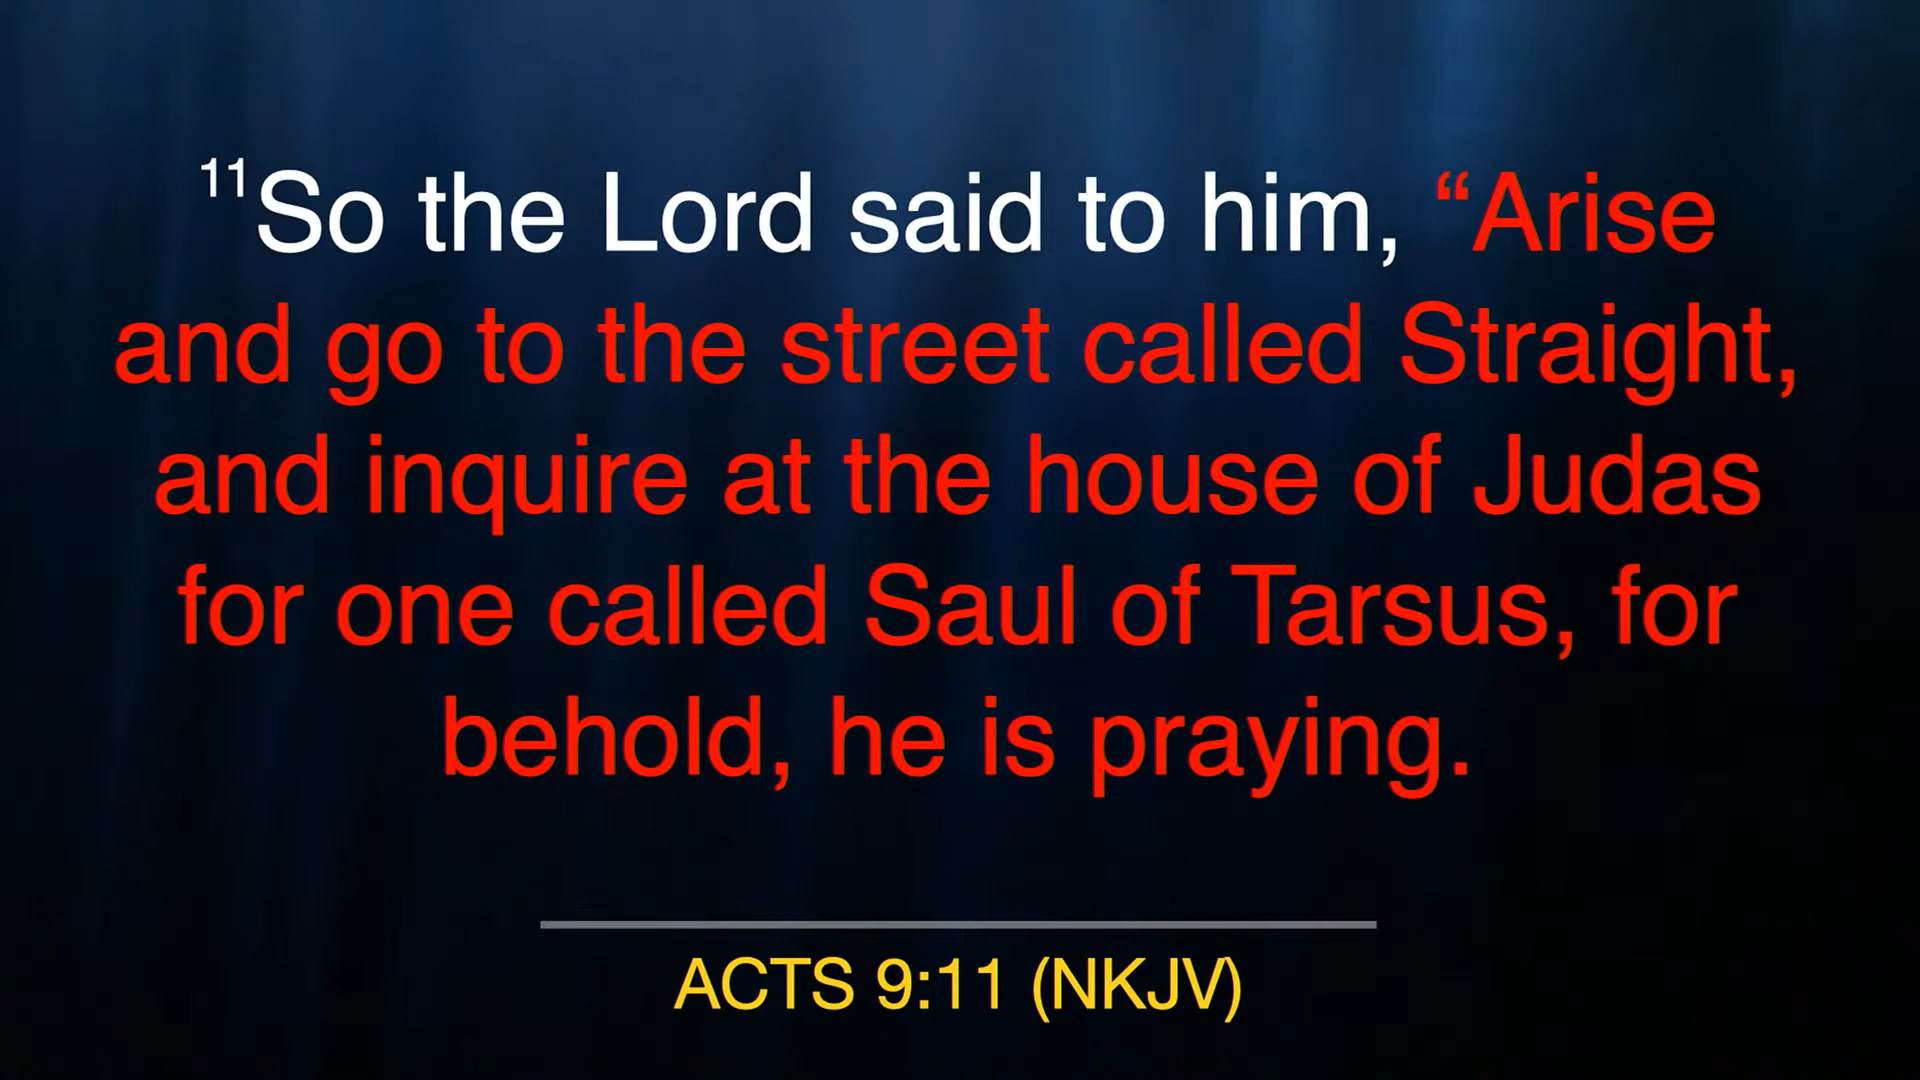 11So the Lord said to him, “Arise
and go to the street called Straight,
and inquire at the house of Judas
for one called Saul of Tarsus, for
behold, he is praying.
ACTS 9:11 (NKJV)